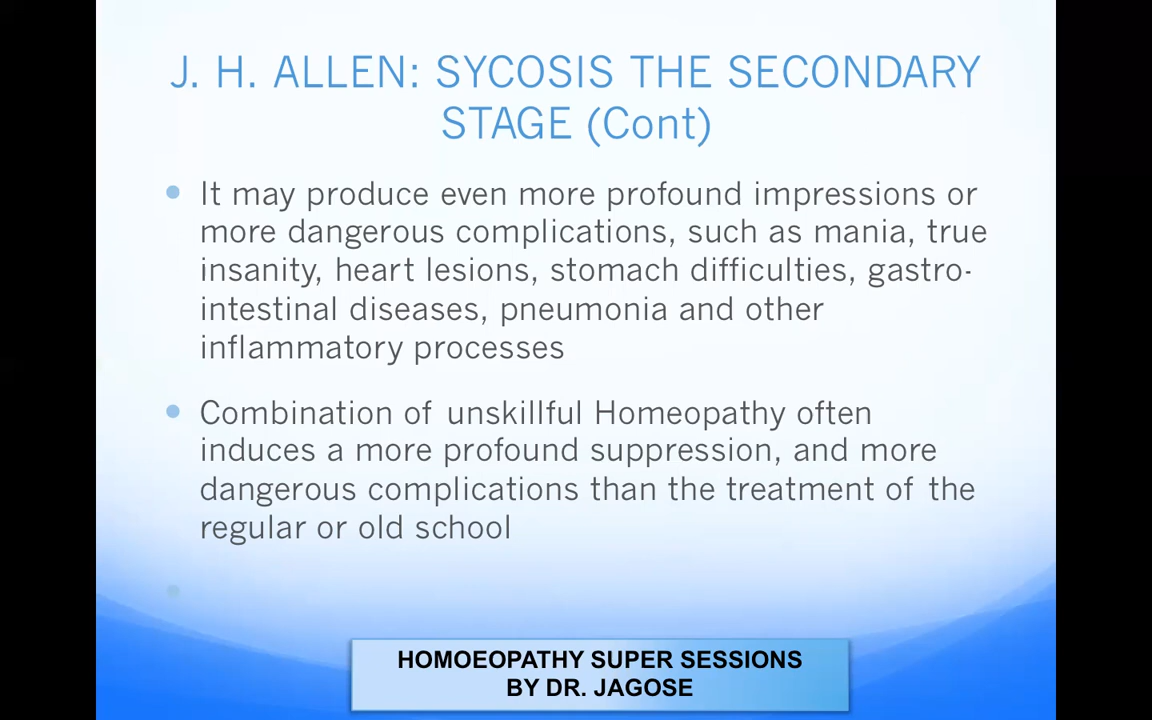 J. H. ALLEN: SYCOSIS THE SECONDARY
STAGE (Cont)
It may produce even more profound impressions or
more dangerous complications, such as mania, true
insanity, heart lesions, stomach difficulties, gastro-
intestinal diseases, pneumonia and other
inflammatory processes
Combination of unskillful Homeopathy often
induces a more profound suppression, and more
dangerous complications than the treatment of the
regular or old school
HOMOEOPATHY SUPER SESSIONS
BY DR. JAGOSE